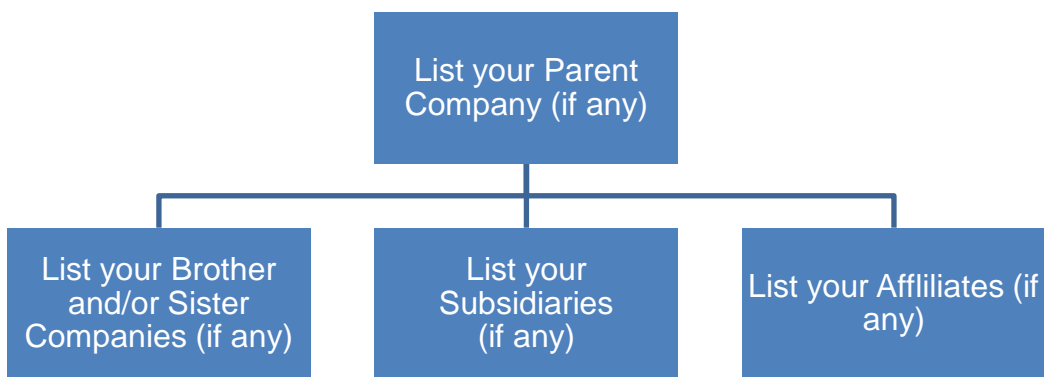 List your Parent
Company (if any)
List your Brother
and/or Sister
Companies (if any)
List your
Subsidiaries
(if any)
List your Affliliates (if
any)